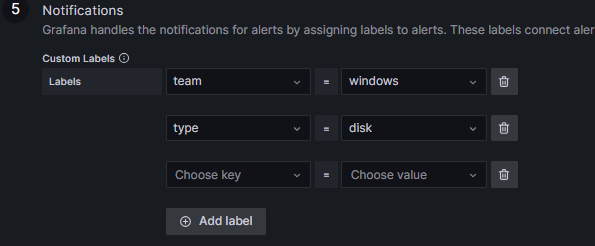 5 Notifications
Grafana handles the notifications for alerts by assigning labels to alerts. These labels connect aler
Custom Labels
Labels team = windows
type = disk
Choose key = Choose value
Add label